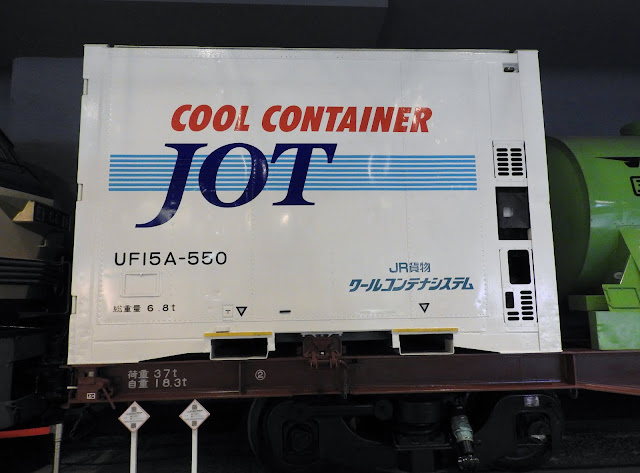 COOL CONTAINER
JOT
UF15A-550
JR貨物
クールコンテナシステム
総重量 6.8t
荷重 37t
自重 18.3t
②